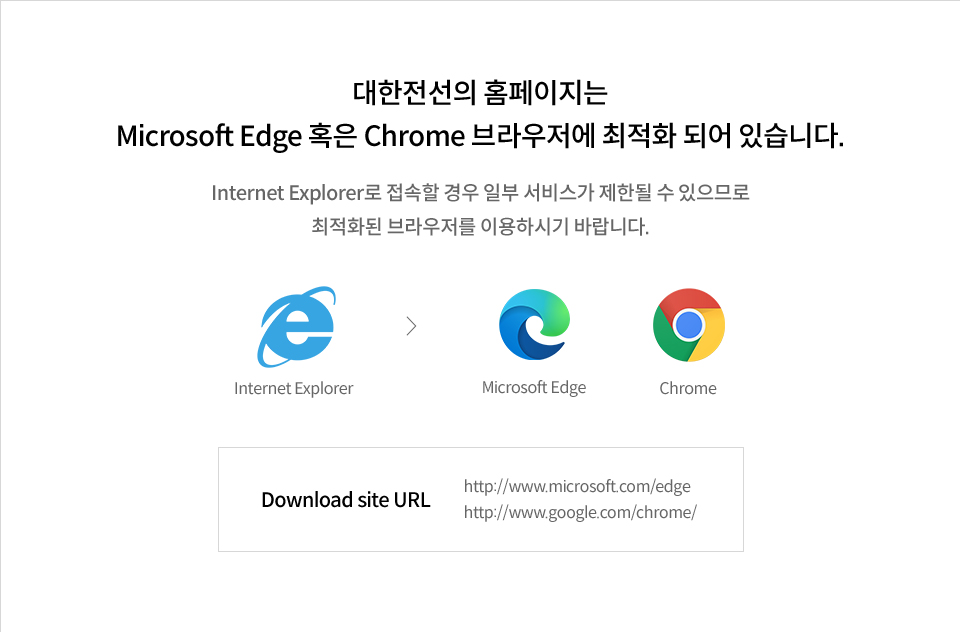 대한전선의 홈페이지는
Microsoft Edge 혹은 Chrome 브라우저에 최적화 되어 있습니다.
Internet Explorer로 접속할 경우 일부 서비스가 제한될 수 있으므로
최적화된 브라우저를 이용하시기 바랍니다.
Internet Explorer
Microsoft Edge
Chrome
Download site URL
http://www.microsoft.com/edge
http://www.google.com/chrome/